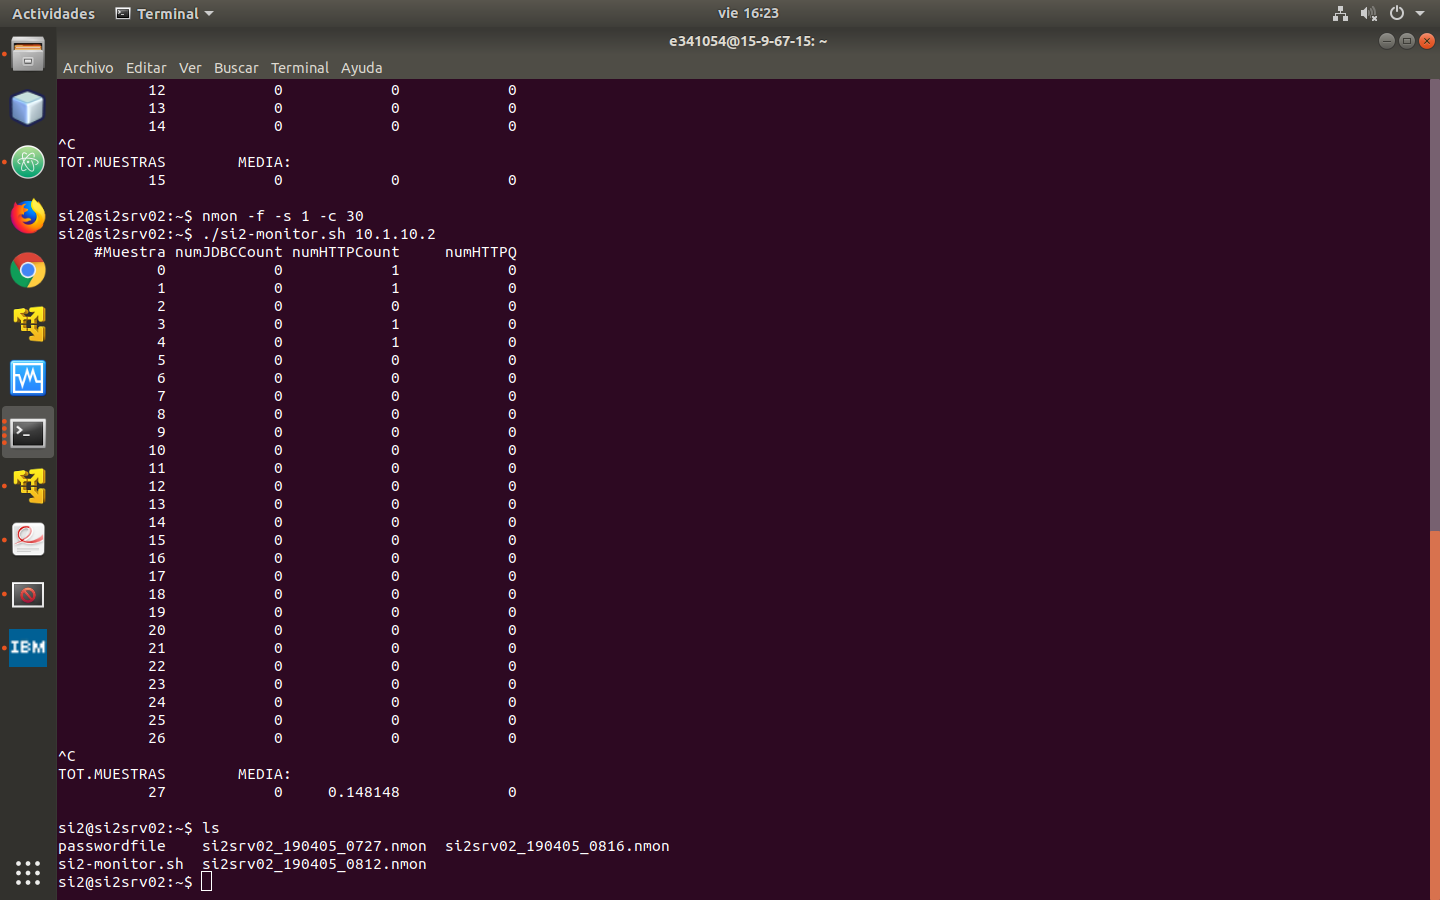 Actividades Terminal vie 16:23
e341054@15-9-67-15: ~
Archivo Editar Ver Buscar Terminal Ayuda
12 0 0 0
13 0 0 0
14 0 0 0
^C
TOT.MUESTRAS MEDIA:
15 0 0 0
si2@si2srv02:~$ nmon -f -s 1 -c 30
si2@si2srv02:~$ ./si2-monitor.sh 10.1.10.2
#Muestra numJDBCCount numHTTPCount numHTTPQ
0 0 1 0
1 0 1 0
2 0 0 0
3 0 1 0
4 0 1 0
5 0 0 0
6 0 0 0
7 0 0 0
8 0 0 0
9 0 0 0
10 0 0 0
11 0 0 0
12 0 0 0
13 0 0 0
14 0 0 0
15 0 0 0
16 0 0 0
17 0 0 0
18 0 0 0
19 0 0 0
20 0 0 0
21 0 0 0
22 0 0 0
23 0 0 0
24 0 0 0
25 0 0 0
26 0 0 0
^C
TOT.MUESTRAS MEDIA:
27 0 0.148148 0
si2@si2srv02:~$ ls
passwordfile si2srv02_190405_0727.nmon si2srv02_190405_0816.nmon
si2-monitor.sh si2srv02_190405_0812.nmon
si2@si2srv02:~$
IBM